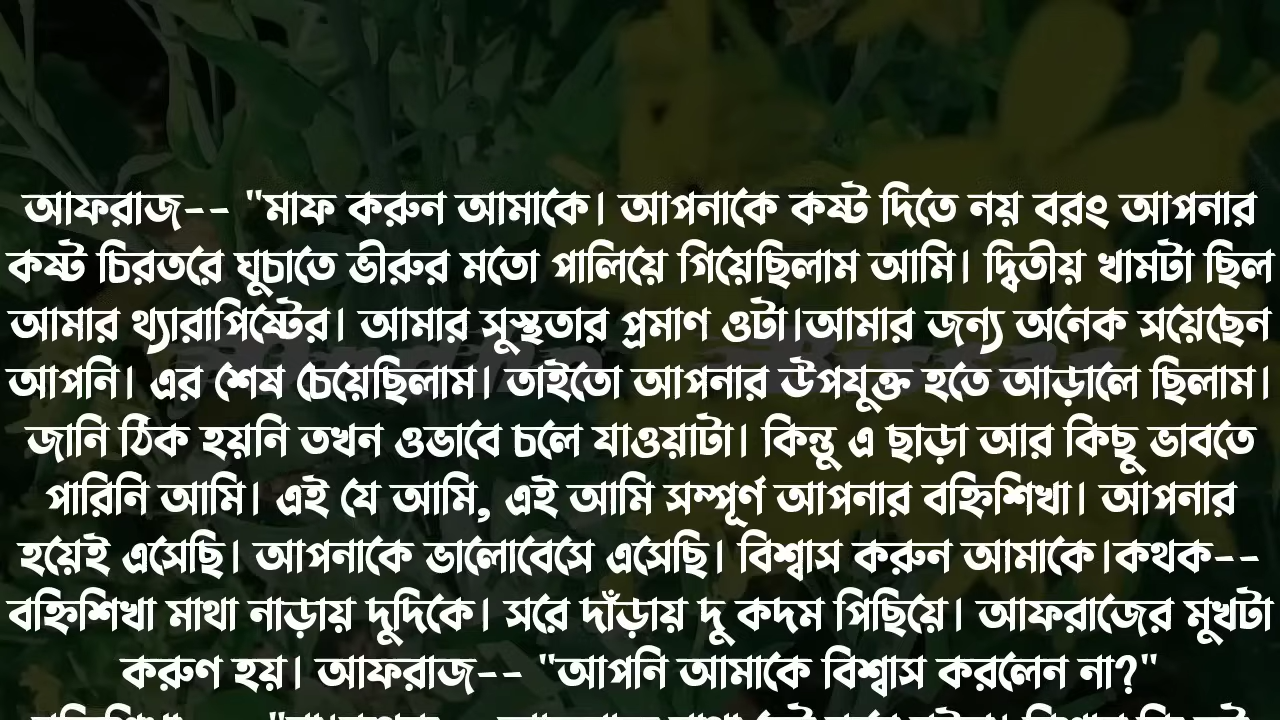 আফরাজ-- "মাফ করুন আমাকে। আপনাকে কষ্ট দিতে নয় বরং আপনার
কষ্ট চিরতরে ঘুচাতে ভীরুর মতো পালিয়ে গিয়েছিলাম আমি। দ্বিতীয় খামটা ছিল
আমার থ্যারাপিষ্টের। আমার সুস্থতার প্রমাণ ওটা।আমার জন্য অনেক সয়েছেন
আপনি। এর শেষ চেয়েছিলাম। তাইতো আপনার উপযুক্ত হতে আড়ালে ছিলাম।
জানি ঠিক হয়নি তখন ওভাবে চলে যাওয়াটা। কিন্তু এ ছাড়া আর কিছু ভাবতে
পারিনি আমি। এই যে আমি, এই আমি সম্পূর্ণ আপনার বহ্নিশিখা। আপনার
হয়েই এসেছি। আপনাকে ভালোবেসে এসেছি। বিশ্বাস করুন আমাকে।কথক--
বহ্নিশিখা মাথা নাড়ায় দুদিকে। সরে দাঁড়ায় দু কদম পিছিয়ে। আফরাজের মুখটা
করুণ হয়। আফরাজ-- "আপনি আমাকে বিশ্বাস করলেন না?"